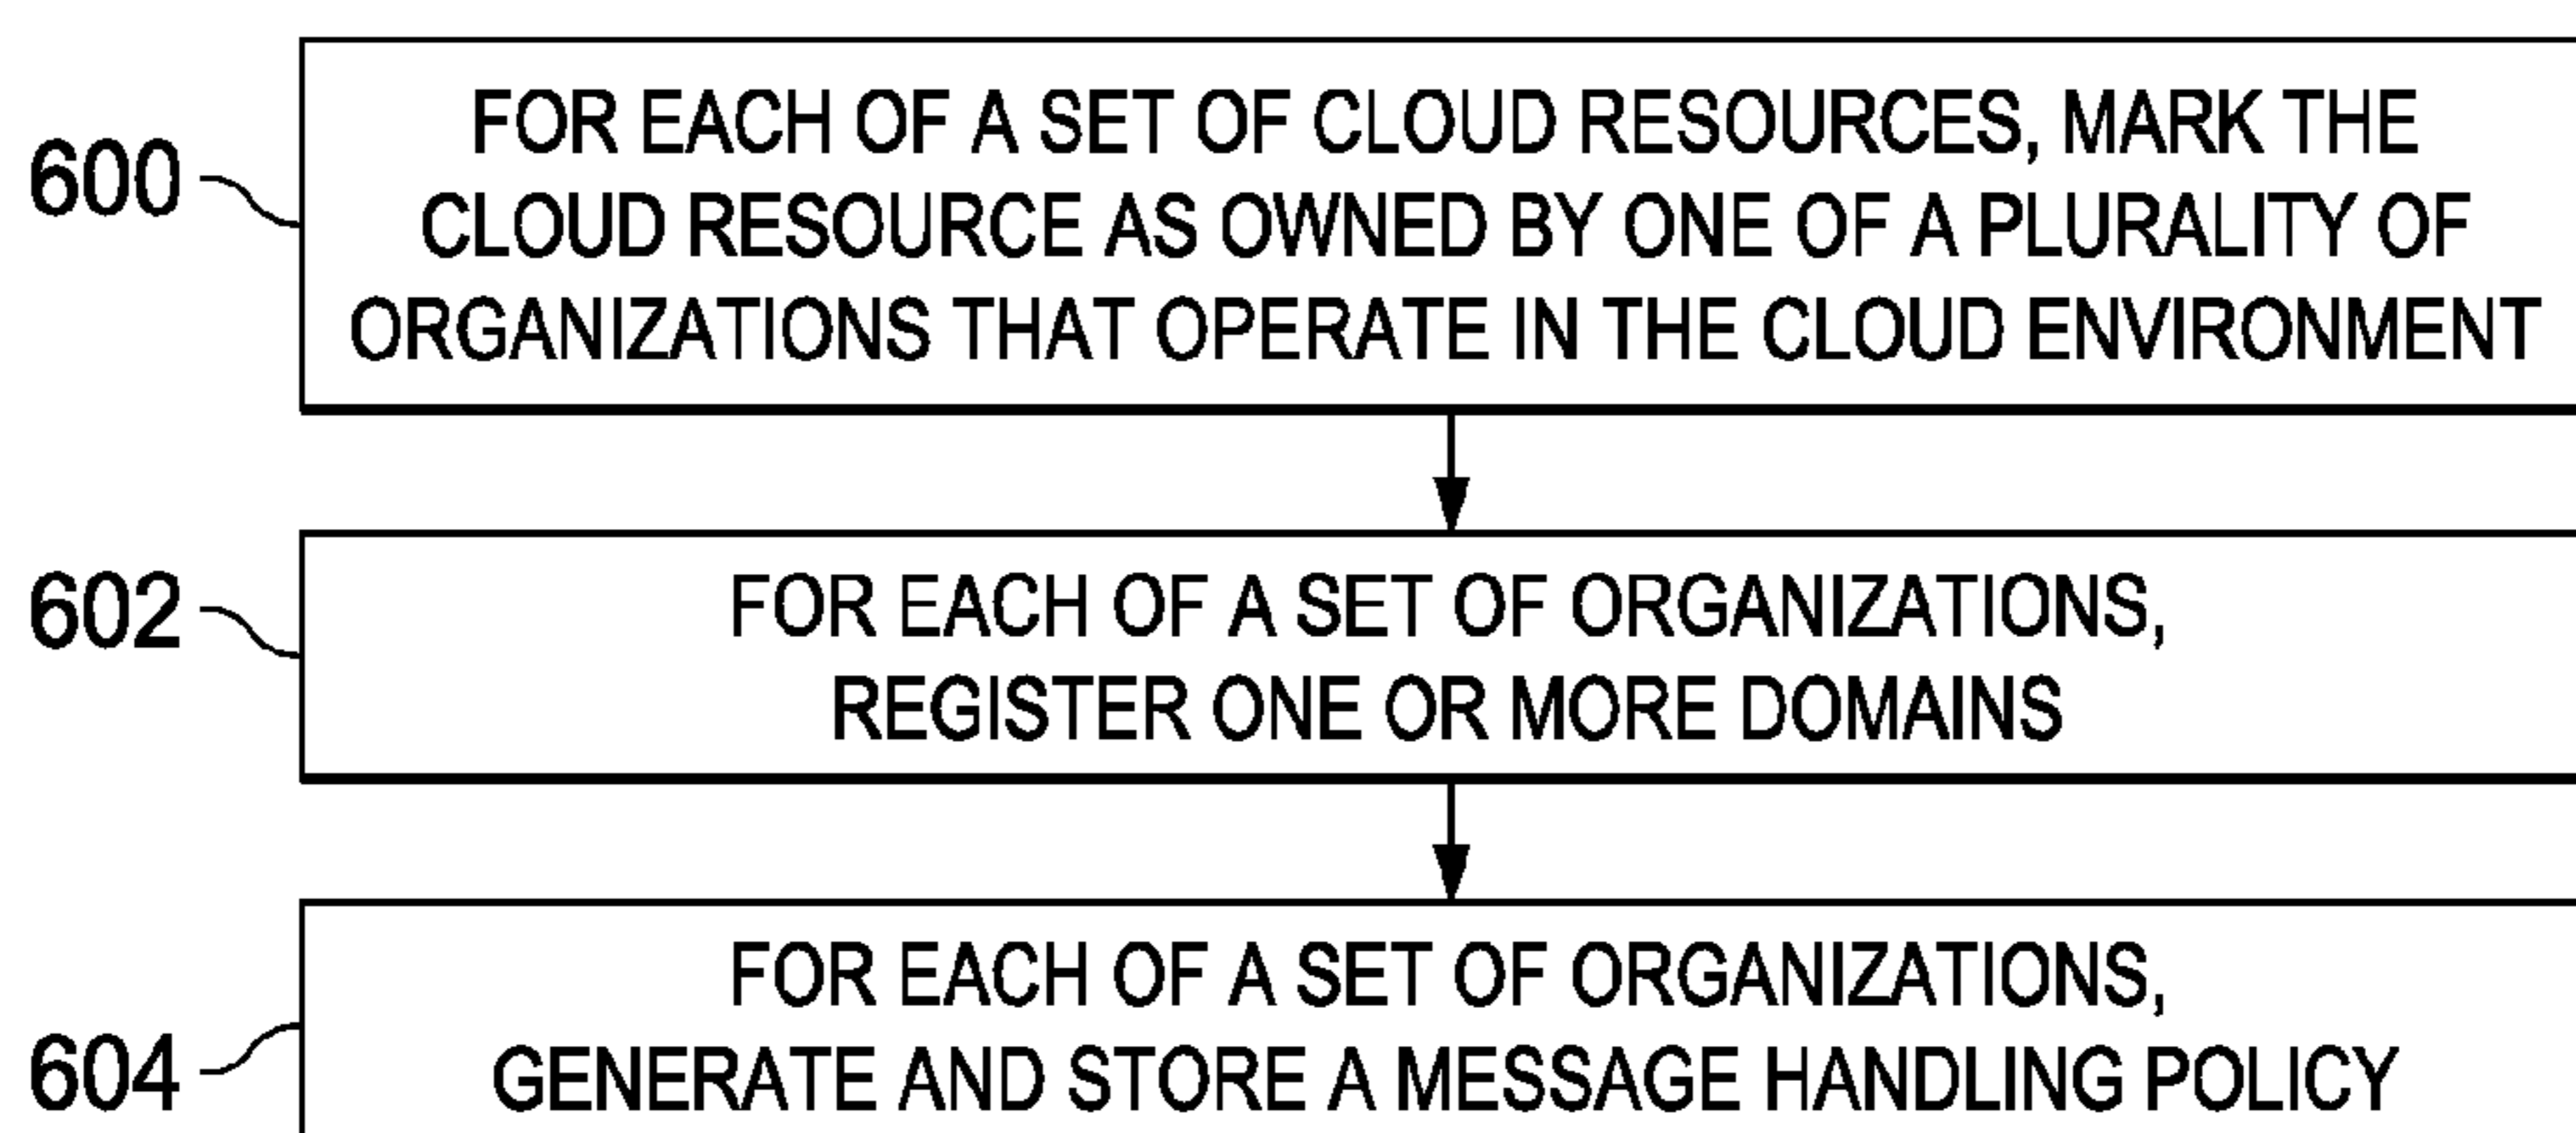 600
FOR EACH OF A SET OF CLOUD RESOURCES, MARK THE
CLOUD RESOURCE AS OWNED BY ONE OF A PLURALITY OF
ORGANIZATIONS THAT OPERATE IN THE CLOUD ENVIRONMENT
602
FOR EACH OF A SET OF ORGANIZATIONS,
REGISTER ONE OR MORE DOMAINS
604
FOR EACH OF A SET OF ORGANIZATIONS,
GENERATE AND STORE A MESSAGE HANDLING POLICY